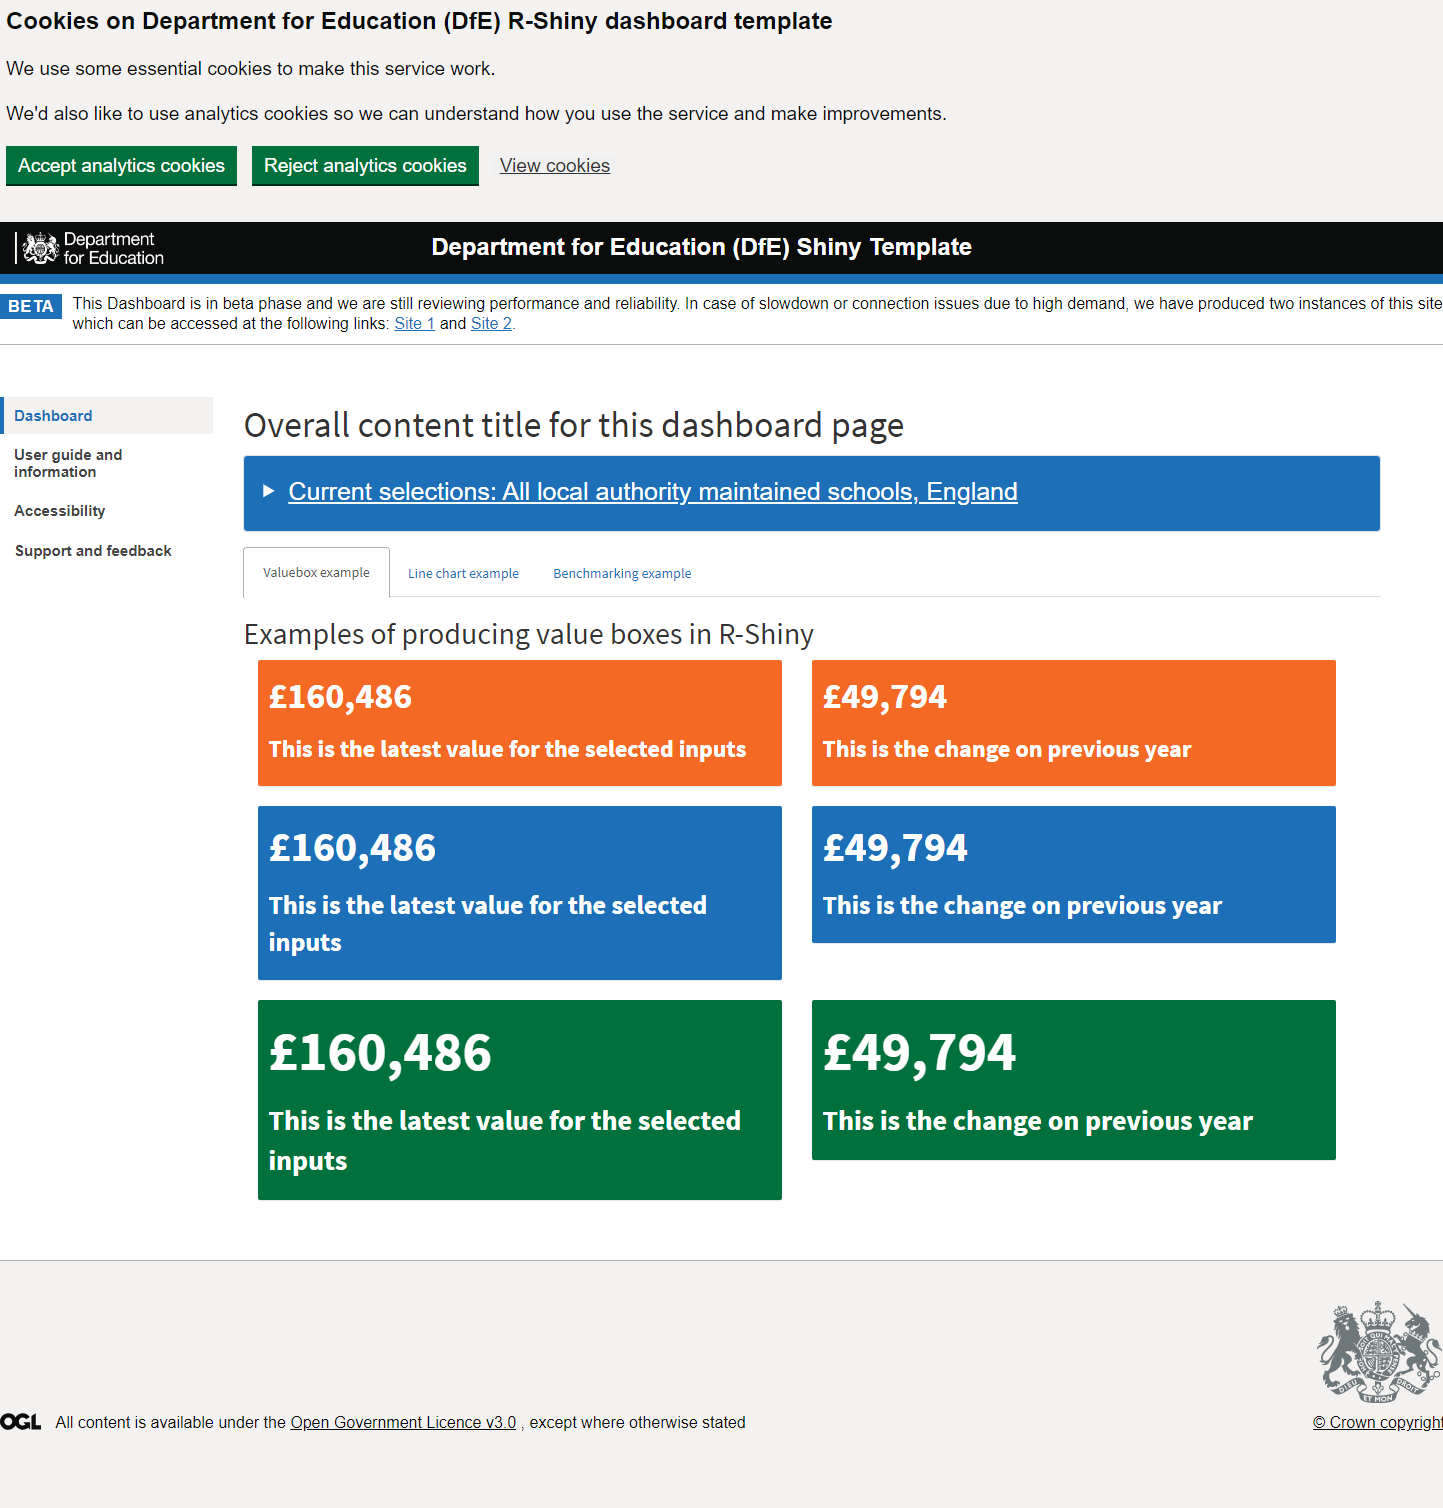 Cookies on Department for Education (DfE) R-Shiny dashboard template
We use some essential cookies to make this service work.
We'd also like to use analytics cookies so we can understand how you use the service and make improvements.
Accept analytics cookies
Reject analytics cookies
View cookies
Department
for Education
Department for Education (DfE) Shiny Template
BETA
This Dashboard is in beta phase and we are still reviewing performance and reliability. In case of slowdown or connection issues due to high demand, we have produced two instances of this site
which can be accessed at the following links: Site 1 and Site 2.
Dashboard
User guide and
information
Accessibility
Support and feedback
Overall content title for this dashboard page
Current selections: All local authority maintained schools, England
Valuebox example
Line chart example
Benchmarking example
Examples of producing value boxes in R-Shiny
£160,486
This is the latest value for the selected inputs
£49,794
This is the change on previous year
£160,486
This is the latest value for the selected
inputs
£49,794
This is the change on previous year
£160,486
This is the latest value for the selected
inputs
£49,794
This is the change on previous year
DIEU ET MON DROIT
OGL
All content is available under the Open Government Licence v3.0 , except where otherwise stated
© Crown copyright